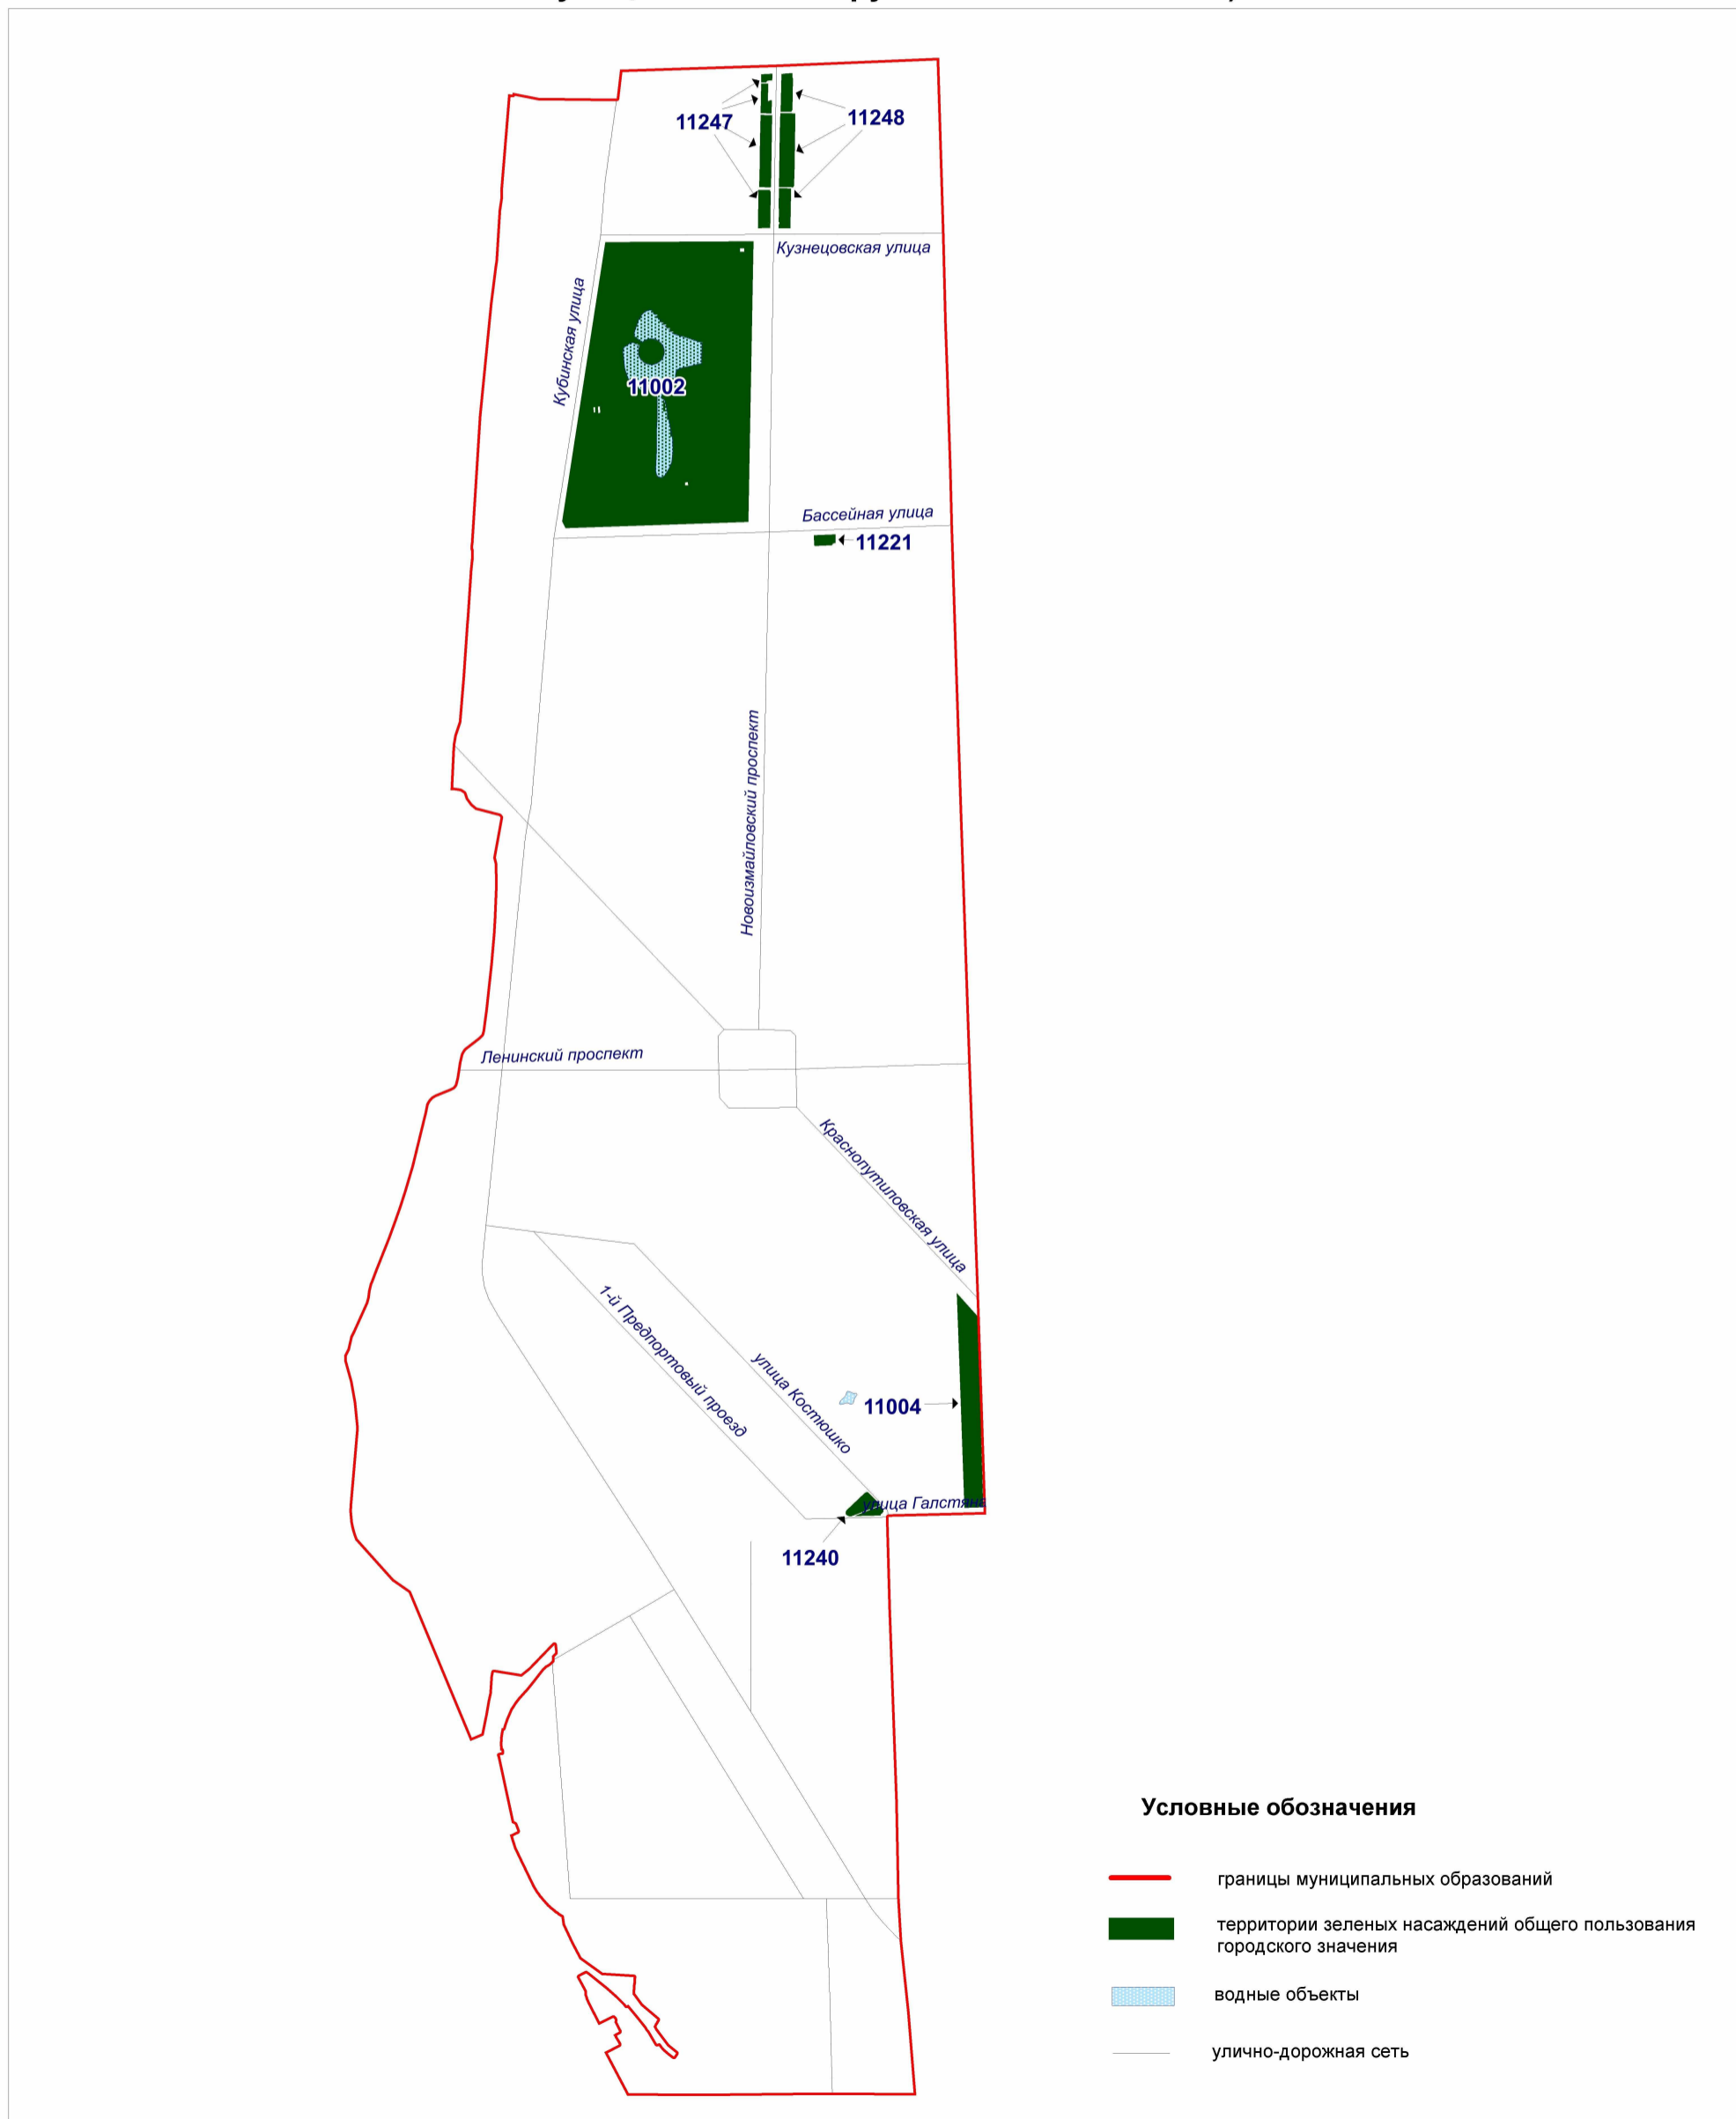 11247
11248
Кузнецовская улица
Кубинская улица
11002
Бассейная улица
11221
Новоизмайловский проспект
Ленинский проспект
Краснопутиловская улица
1-й Предпортовый проезд
улица Костюшко
11004
улица Галстяна
11240
Условные обозначения
границы муниципальных образований
территории зеленых насаждений общего пользования
городского значения
водные объекты
улично-дорожная сеть